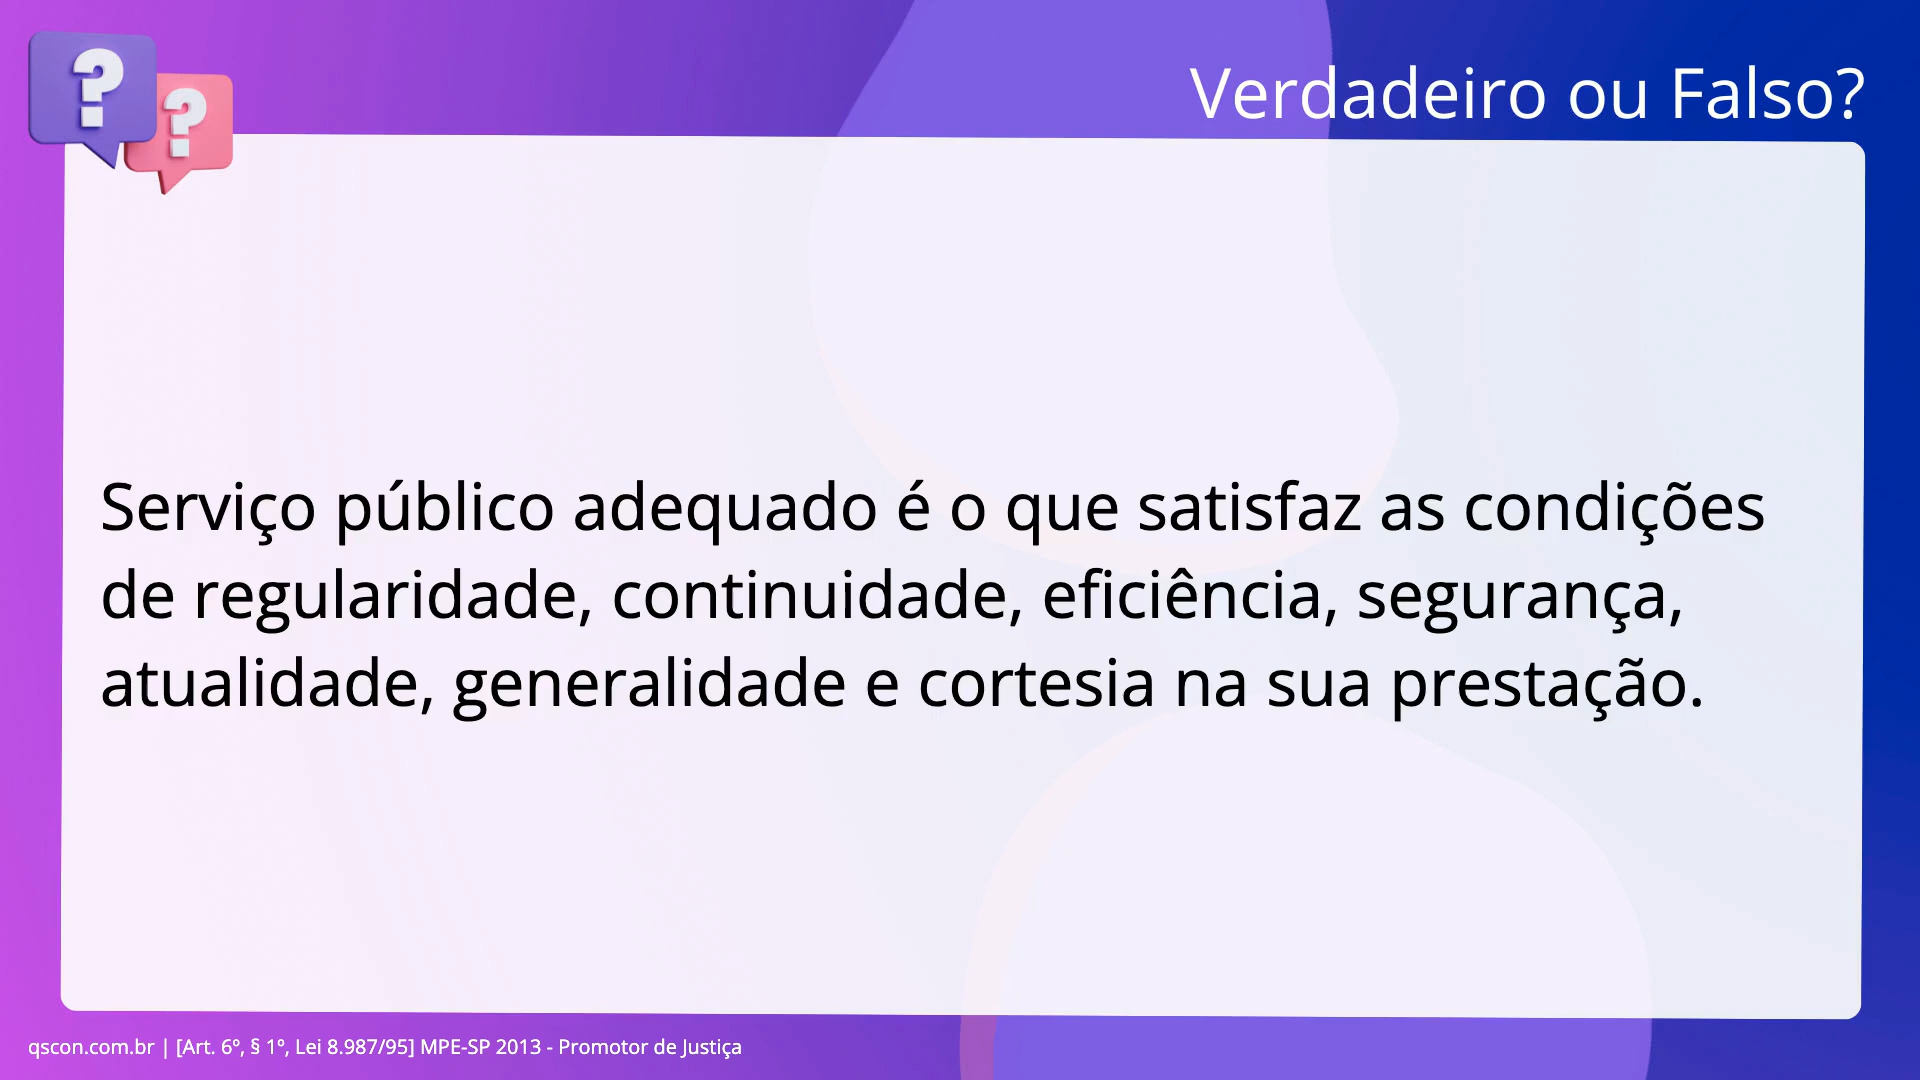 ?
?
Verdadeiro ou Falso?
Serviço público adequado é o que satisfaz as condições
de regularidade, continuidade, eficiência, segurança,
atualidade, generalidade e cortesia na sua prestação.
qscon.com.br | [Art. 6º, § 1º, Lei 8.987/95] MPE-SP 2013 - Promotor de Justiça